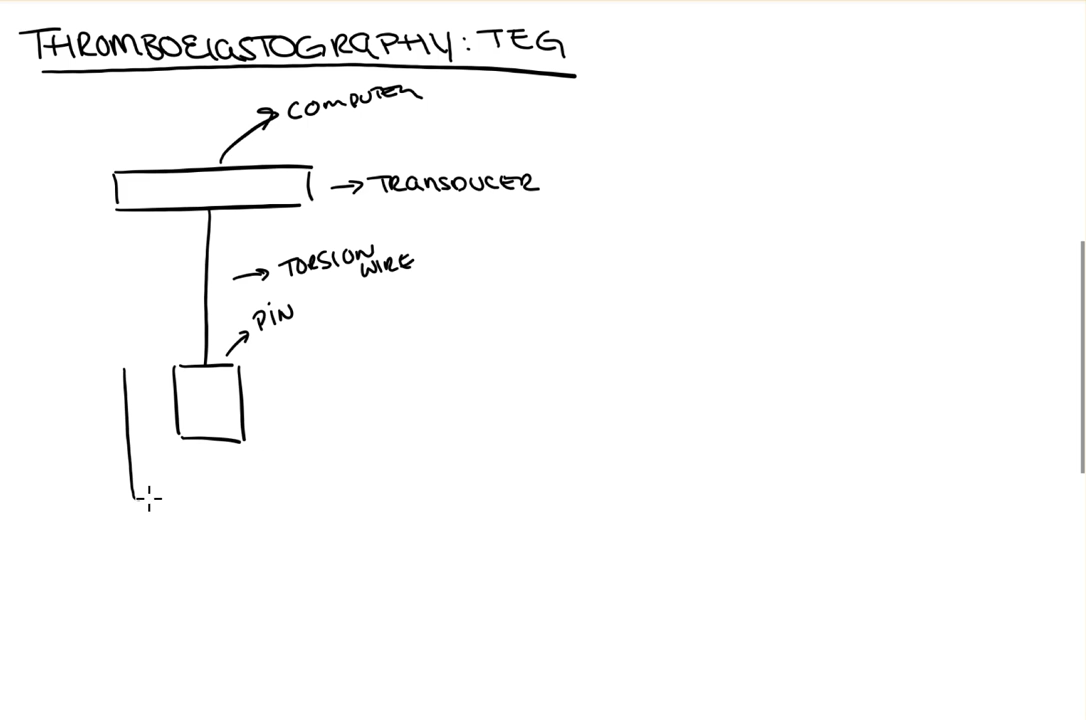 THROMBOElaSTOGRAPHY: TEG
COMPUTER
TRANSDUCER
TORSION
WIRE
PiN